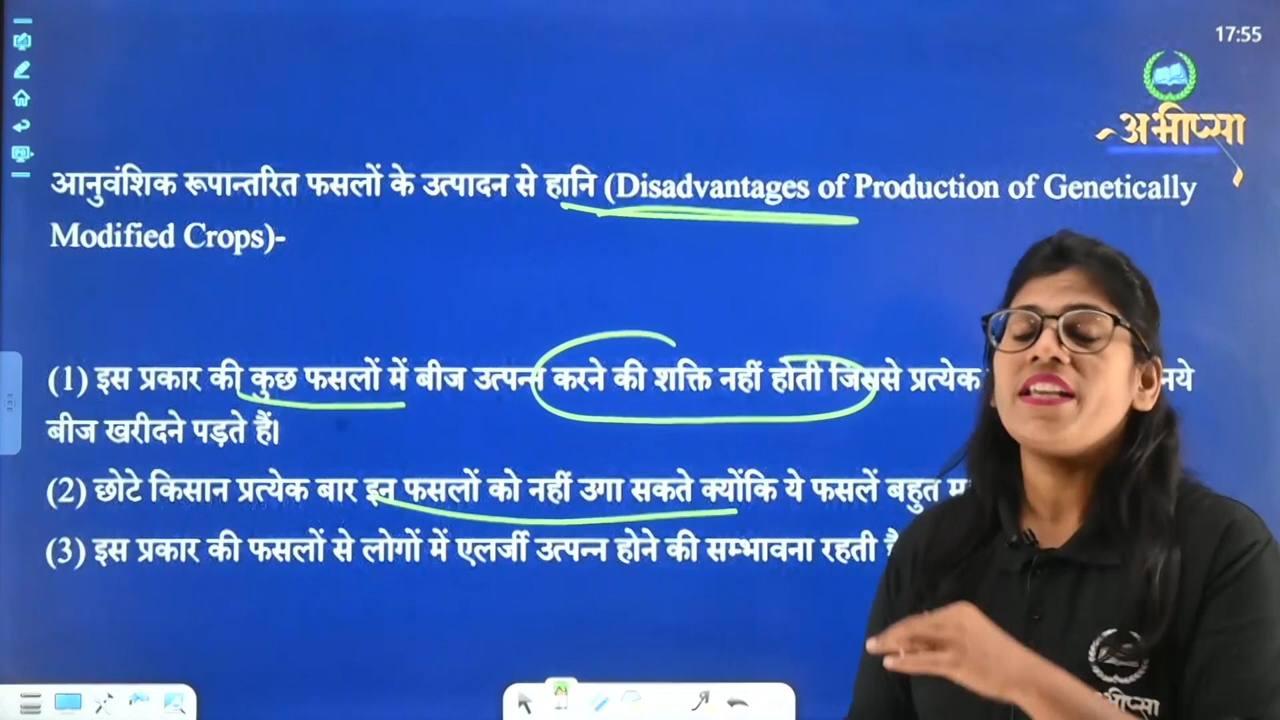 17:55
अभीप्सा
आनुवंशिक रूपान्तरित फसलों के उत्पादन से हानि (Disadvantages of Production of Genetically
Modified Crops)-
(1) इस प्रकार की कुछ फसलों में बीज उत्पन्न करने की शक्ति नहीं होती जिससे प्रत्येक नये
बीज खरीदने पड़ते हैं।
(2) छोटे किसान प्रत्येक बार इन फसलों को नहीं उगा सकते क्योंकि ये फसलें बहुत
(3) इस प्रकार की फसलों से लोगों में एलर्जी उत्पन्न होने की सम्भावना रहती